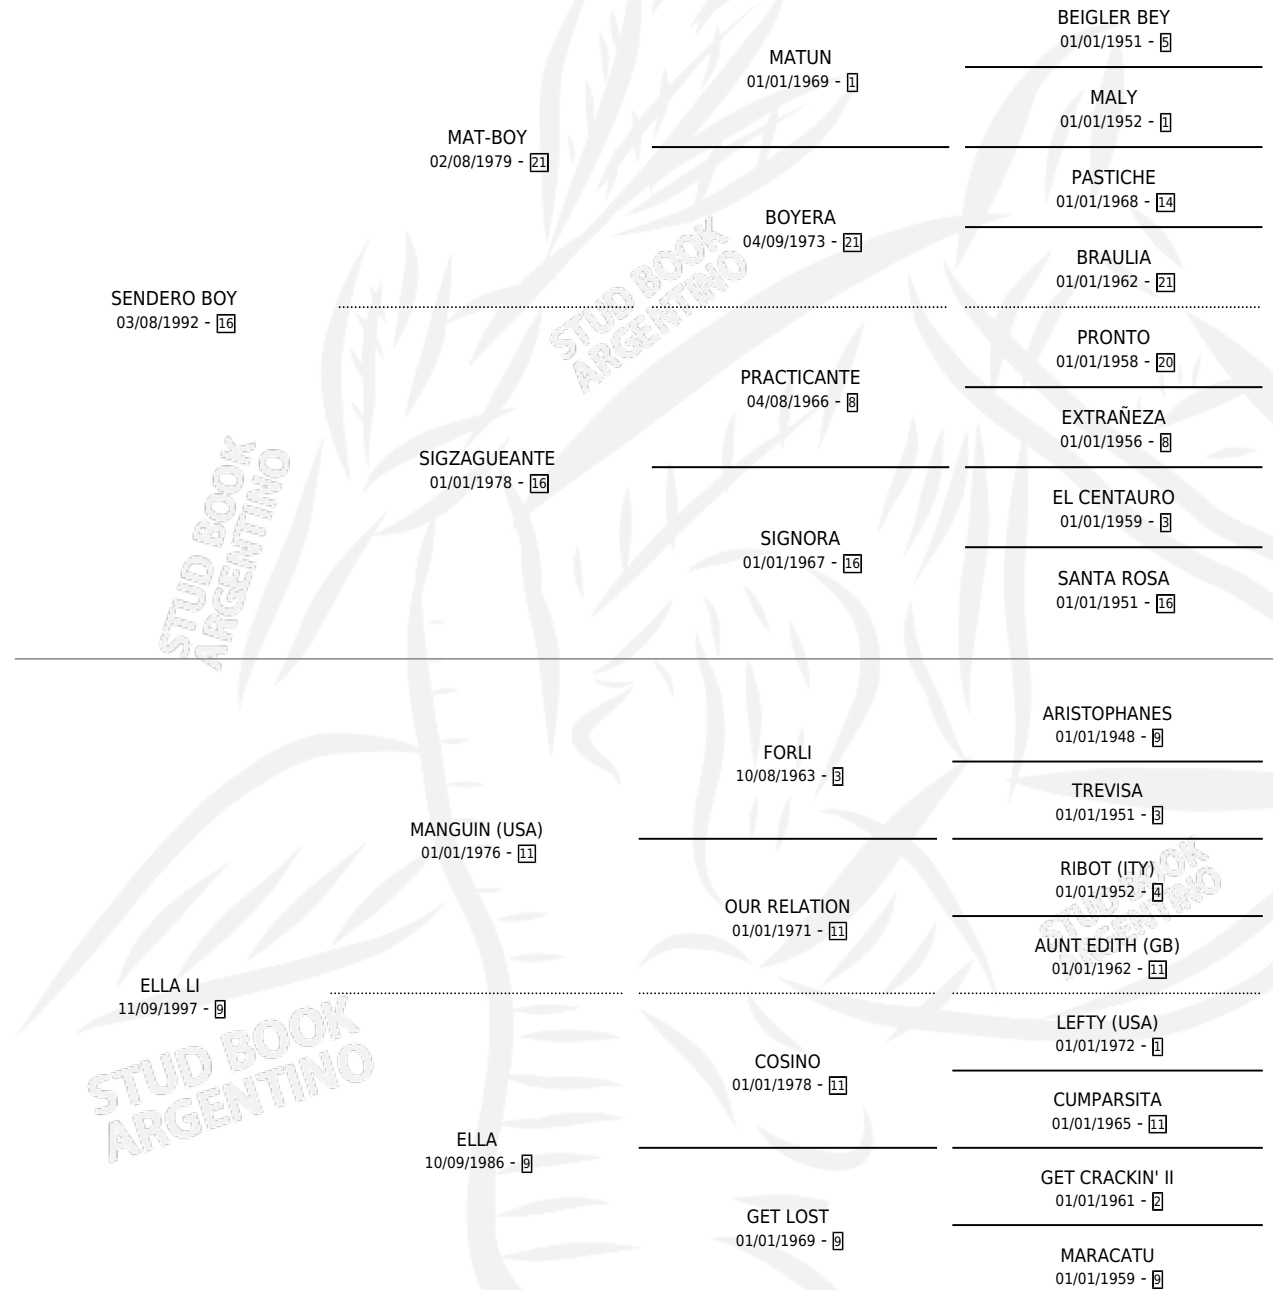 BEIGLER BEY
01/01/1951 - 5
MATUN
01/01/1969 - 1
MALY
01/01/1952 - 1
MAT-BOY
02/08/1979 - 21
PASTICHE
01/01/1968 - 14
BOYERA
04/09/1973 - 21
BRAULIA
01/01/1962 - 21
SENDERO BOY
03/08/1992 - 16
PRONTO
01/01/1958 - 20
PRACTICANTE
04/08/1966 - 8
EXTRAÑEZA
01/01/1956 - 8
SIGZAGUEANTE
01/01/1978 - 16
EL CENTAURO
01/01/1959 - 3
SIGNORA
01/01/1967 - 16
SANTA ROSA
01/01/1951 - 16
ARISTOPHANES
01/01/1948 - 9
FORLI
10/08/1963 - 3
TREVISA
01/01/1951 - 3
MANGUIN (USA)
01/01/1976 - 11
RIBOT (ITY)
01/01/1952 - 4
OUR RELATION
01/01/1971 - 11
AUNT EDITH (GB)
01/01/1962 - 11
ELLA LI
11/09/1997 - 9
LEFTY (USA)
01/01/1972 - 1
COSINO
01/01/1978 - 11
CUMPARSITA
01/01/1965 - 11
ELLA
10/09/1986 - 9
GET CRACKIN' II
01/01/1961 - 2
GET LOST
01/01/1969 - 9
MARACATU
01/01/1959 - 9
STUD BOOK
ARGENTINO
STUD BOOK
ARGENTINO
STUD BOOK
ARGENTINO
STUD BOOK
ARGENTINO